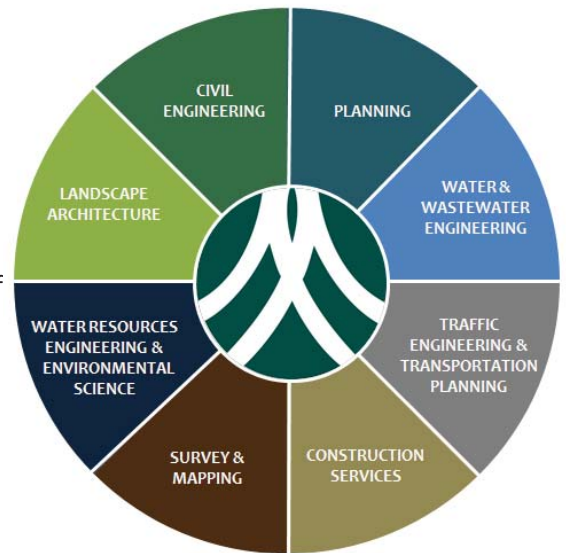 CIVIL
ENGINEERING
PLANNING
WATER &
WASTEWATER
ENGINEERING
TRAFFIC
ENGINEERING &
TRANSPORTATION
PLANNING
CONSTRUCTION
SERVICES
SURVEY &
MAPPING
WATER RESOURCES
ENGINEERING &
ENVIRONMENTAL
SCIENCE
LANDSCAPE
ARCHITECTURE